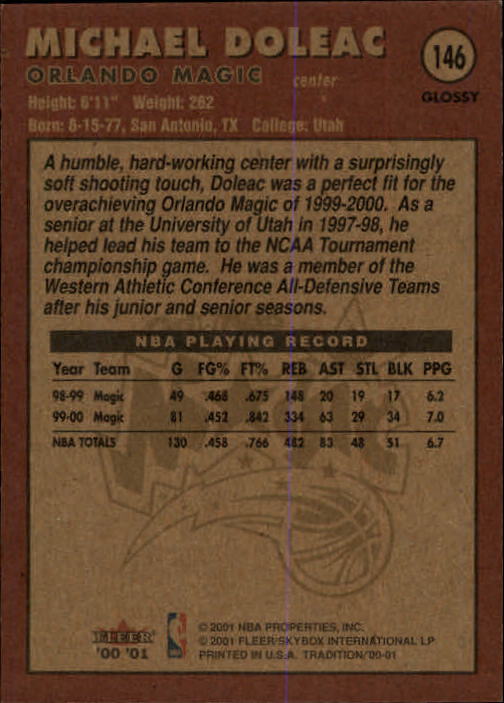 MICHAEL DOLEAC
146
ORLANDO MAGIC
center
GLOSSY
Height: 6'11" Weight: 262
Born: 6-15-77, San Antonio, TX College: Utah
A humble, hard-working center with a surprisingly
soft shooting touch, Doleac was a perfect fit for the
overachieving Orlando Magic of 1999-2000. As a
senior at the University of Utah in 1997-98, he
helped lead his team to the NCAA Tournament
championship game. He was a member of the
Western Athletic Conference All-Defensive Teams
after his junior and senior seasons.
NBA PLAYING RECORD
Year Team G FG% FT% REB AST STL BLK PPG
98-99 Magic 49 .468 .675 148 20 19 17 6.2
99-00 Magic 81 .452 .842 334 63 29 34 7.0
NBA TOTALS 130 .458 .766 482 83 48 51 6.7
FLEER
'00 '01
© 2001 NBA PROPERTIES, INC.
© 2001 FLEER/SKYBOX INTERNATIONAL LP
PRINTED IN U.S.A. TRADITION/'00-01